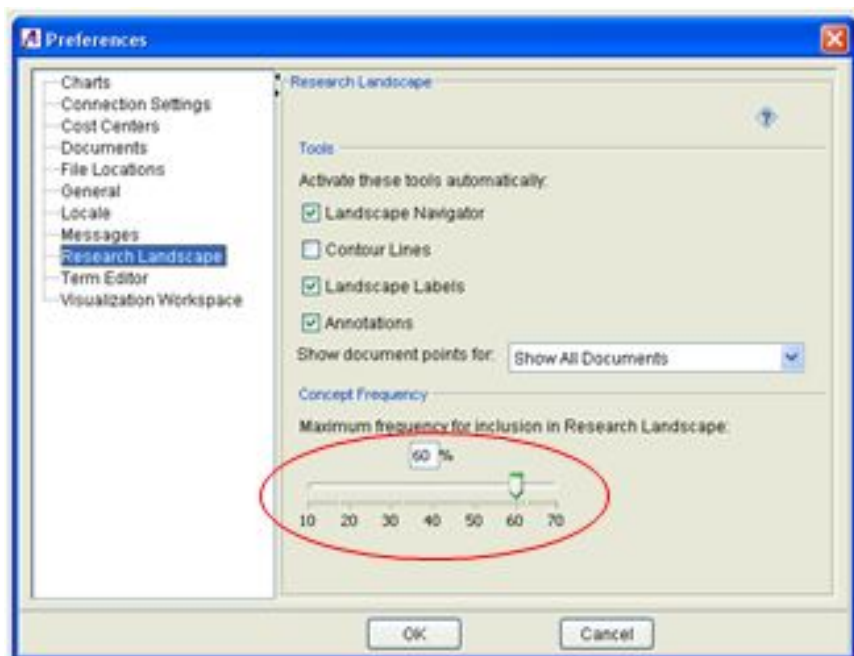 Preferences
Charts
Connection Settings
Cost Centers
Documents
File Locations
General
Locale
Messages
Research Landscape
Term Editor
Visualization Workspace
Research Landscape
?
Tools
Activate these tools automatically:
Landscape Navigator
Contour Lines
Landscape Labels
Annotations
Show document points for: Show All Documents
Concept Frequency
Maximum frequency for inclusion in Research Landscape:
60 %
10 20 30 40 50 60 70
OK Cancel